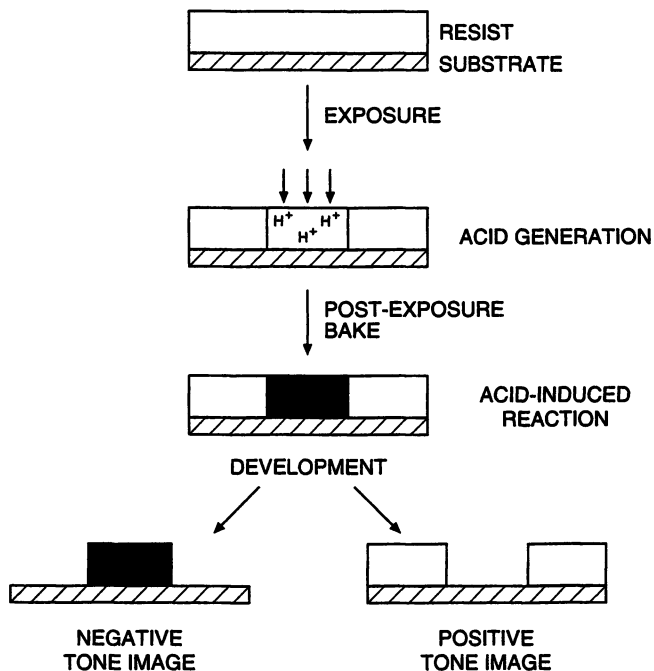 RESIST
SUBSTRATE
EXPOSURE
H⁺ H⁺
H⁺
ACID GENERATION
POST-EXPOSURE
BAKE
ACID-INDUCED
REACTION
DEVELOPMENT
NEGATIVE
TONE IMAGE
POSITIVE
TONE IMAGE